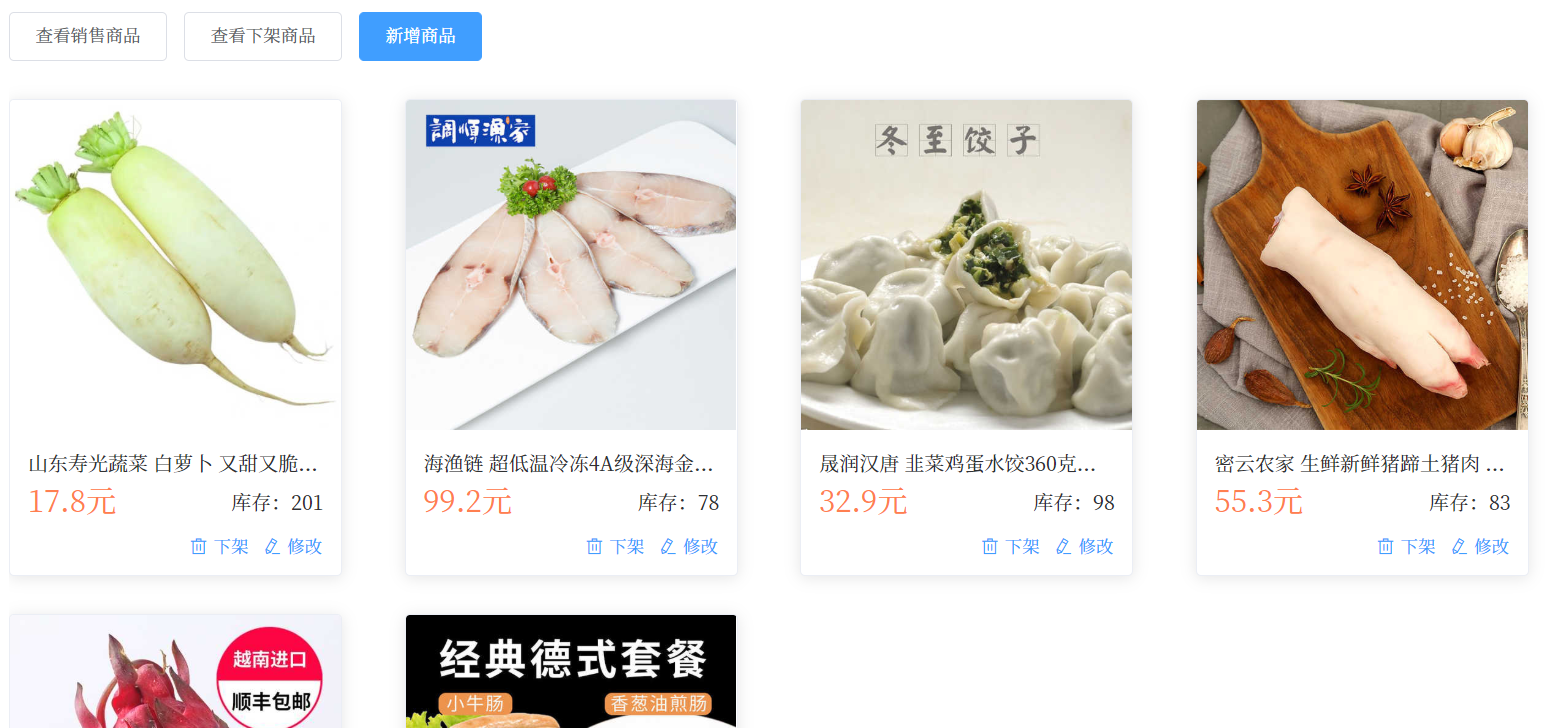 查看销售商品
查看下架商品
新增商品
調順漁家
冬至饺子
山东寿光蔬菜 白萝卜 又甜又脆...
17.8元
库存：201
下架
修改
海渔链 超低温冷冻4A级深海金...
99.2元
库存：78
下架
修改
晟润汉唐 韭菜鸡蛋水饺360克...
32.9元
库存：98
下架
修改
密云农家 生鲜新鲜猪蹄土猪肉 ...
55.3元
库存：83
下架
修改
越南进口
顺丰包邮
经典德式套餐
小牛肠
香葱油煎肠